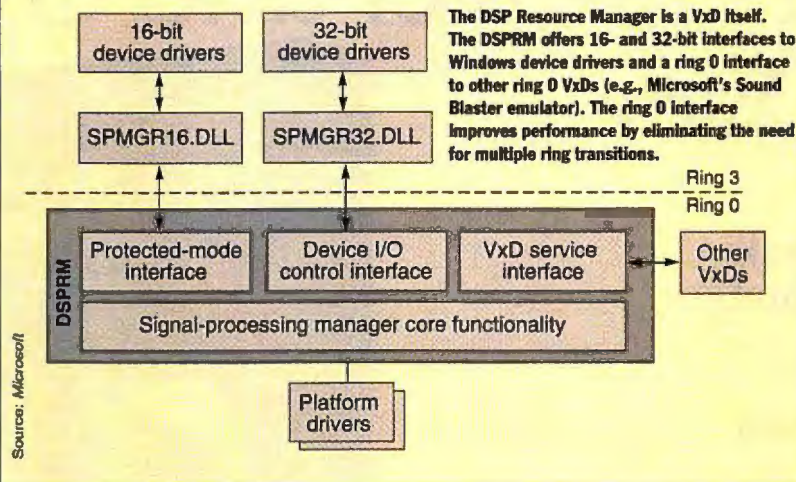 16-bit
device drivers
32-bit
device drivers
The DSP Resource Manager is a VxD itself.
The DSPRM offers 16- and 32-bit interfaces to
Windows device drivers and a ring 0 interface
to other ring 0 VxDs (e.g., Microsoft's Sound
Blaster emulator). The ring 0 interface
improves performance by eliminating the need
for multiple ring transitions.
SPMGR16.DLL
SPMGR32.DLL
Ring 3
Ring 0
DSPRM
Protected-mode
interface
Device I/O
control interface
VxD service
interface
Other
VxDs
Signal-processing manager core functionality
Platform
drivers
Source: Microsoft